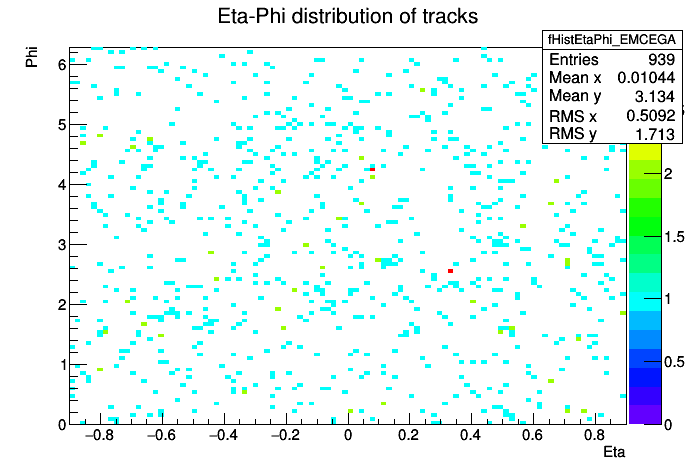 Eta-Phi distribution of tracks
fHistEtaPhi_EMCEGA
Entries 939
Mean x 0.01044
Mean y 3.134
RMS x 0.5092
RMS y 1.713
Phi
6
5
4
3
2
1
0
2
1.5
1
0.5
0
−0.8 −0.6 −0.4 −0.2 0 0.2 0.4 0.6 0.8
Eta